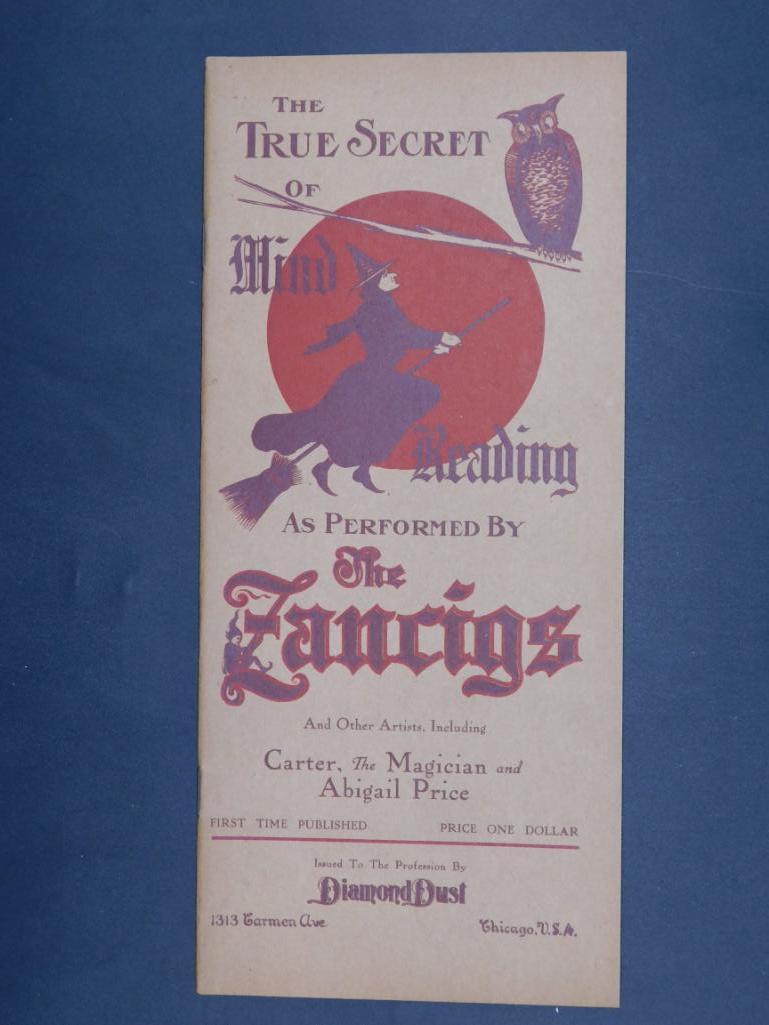 The
True Secret
of
Mind
Reading
As Performed By
The
Zancigs
And Other Artists, Including
Carter, The Magician and
Abigail Price
FIRST TIME PUBLISHED PRICE ONE DOLLAR
Issued To The Profession By
Diamond Dust
1313 Carmen Ave. Chicago, U.S.A.